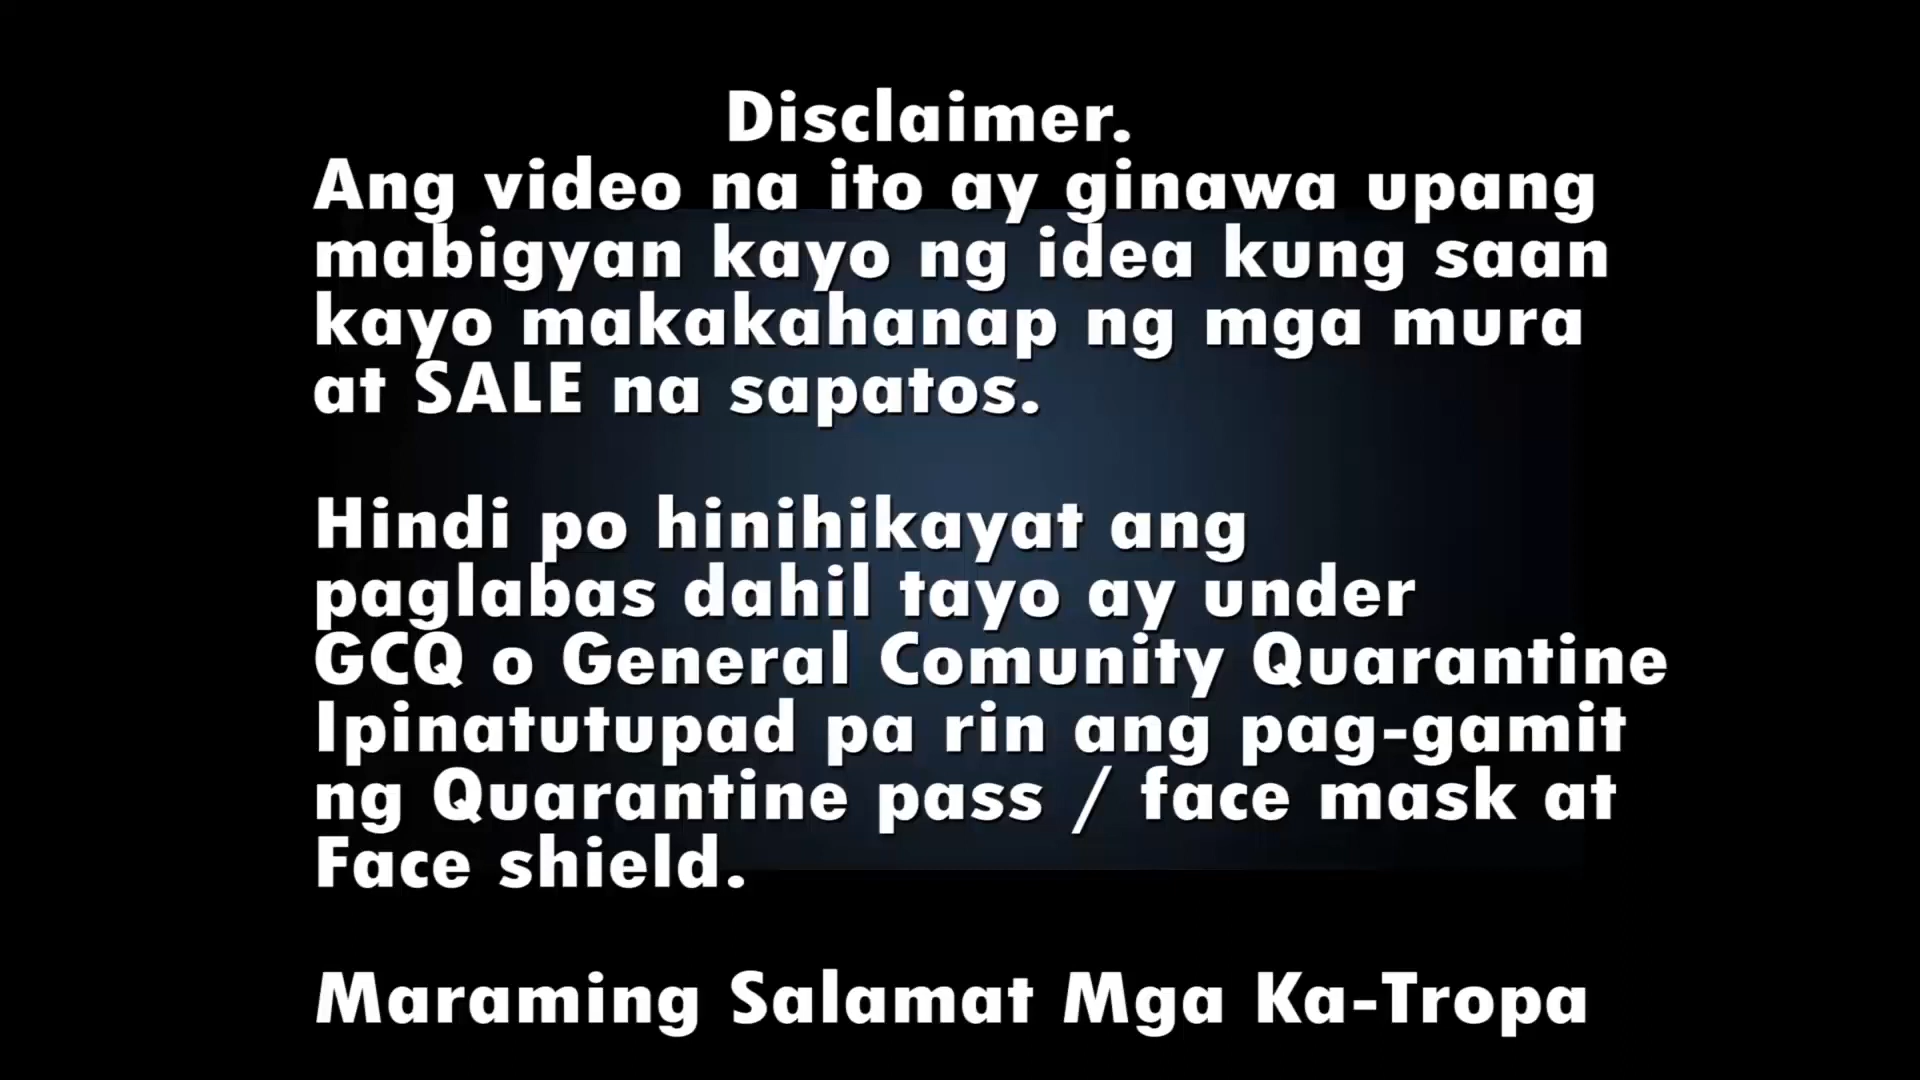 Disclaimer.
Ang video na ito ay ginawa upang
mabigyan kayo ng idea kung saan
kayo makakahanap ng mga mura
at SALE na sapatos.
Hindi po hinihikayat ang
paglabas dahil tayo ay under
GCQ o General Comunity Quarantine
Ipinatutupad pa rin ang pag-gamit
ng Quarantine pass / face mask at
Face shield.
Maraming Salamat Mga Ka-Tropa